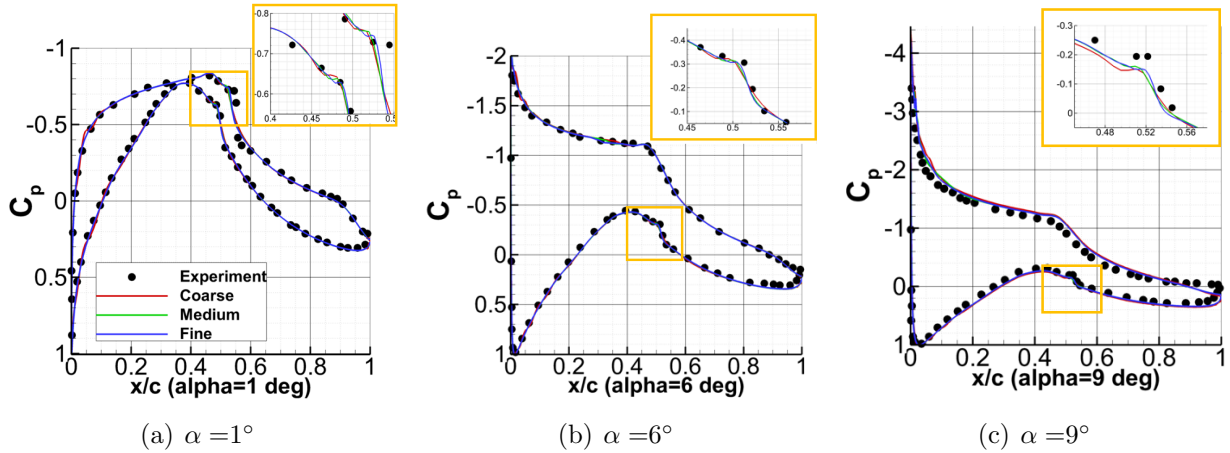 -0.8
-0.7
-0.6
0.4
0.45
0.5
0.5
-1
-0.5
0
0.5
1
Cp
Experiment
Coarse
Medium
Fine
0 0.2 0.4 0.6 0.8 1
x/c (alpha=1 deg)
(a) α =1°
-0.4
-0.3
-0.2
-0.1
0.45 0.5 0.55
-2
-1.5
-1
-0.5
0
0.5
1
Cp
0 0.2 0.4 0.6 0.8 1
x/c (alpha=6 deg)
(b) α =6°
-0.3
-0.2
-0.1
0
0.48 0.52 0.56
-4
-3
-2
-1
0
1
Cp
0 0.2 0.4 0.6 0.8 1
x/c (alpha=9 deg)
(c) α =9°